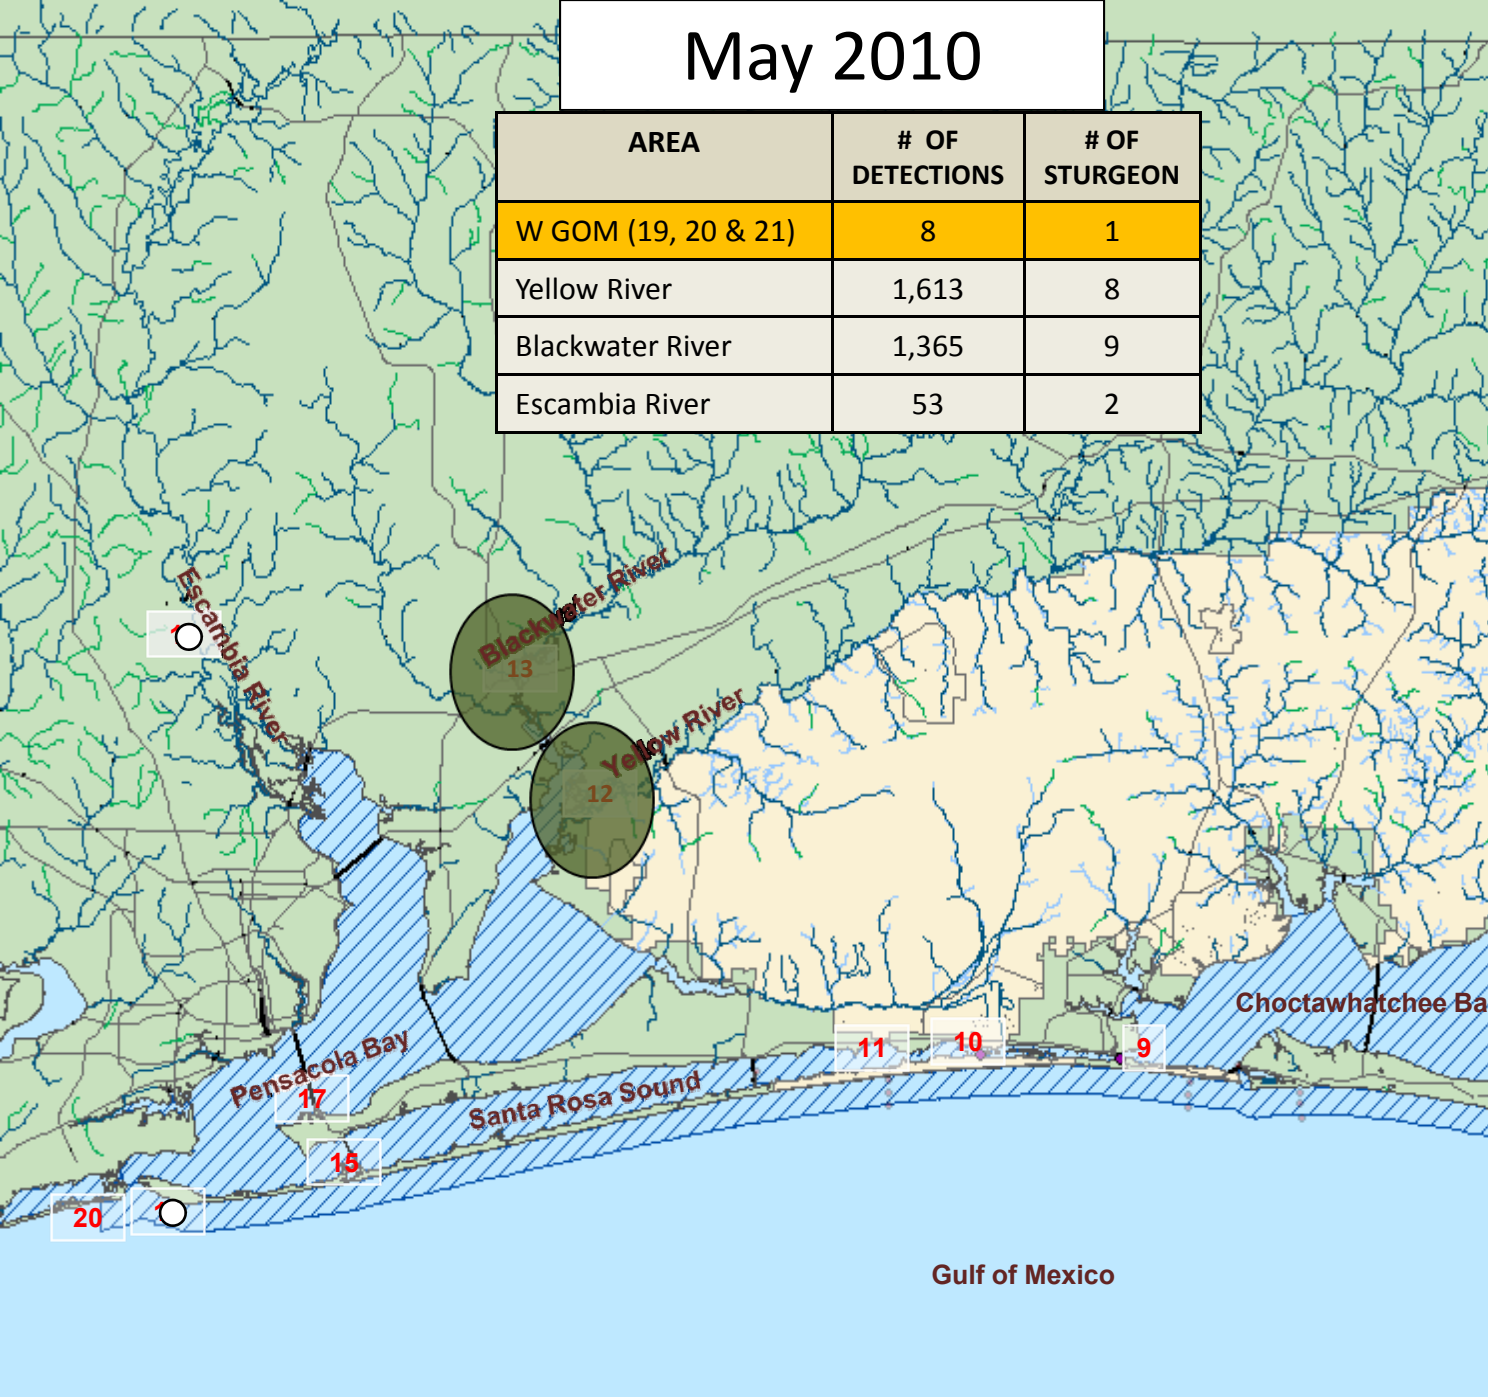 May 2010
AREA
# OF DETECTIONS
# OF STURGEON
W GOM (19, 20 & 21) 8 1
Yellow River 1,613 8
Blackwater River 1,365 9
Escambia River 53 2
Escambia River
Blackwater River
13
Yellow River
12
Choctawhatchee Ba
11
10
9
Pensacola Bay
17
Santa Rosa Sound
15
20
Gulf of Mexico